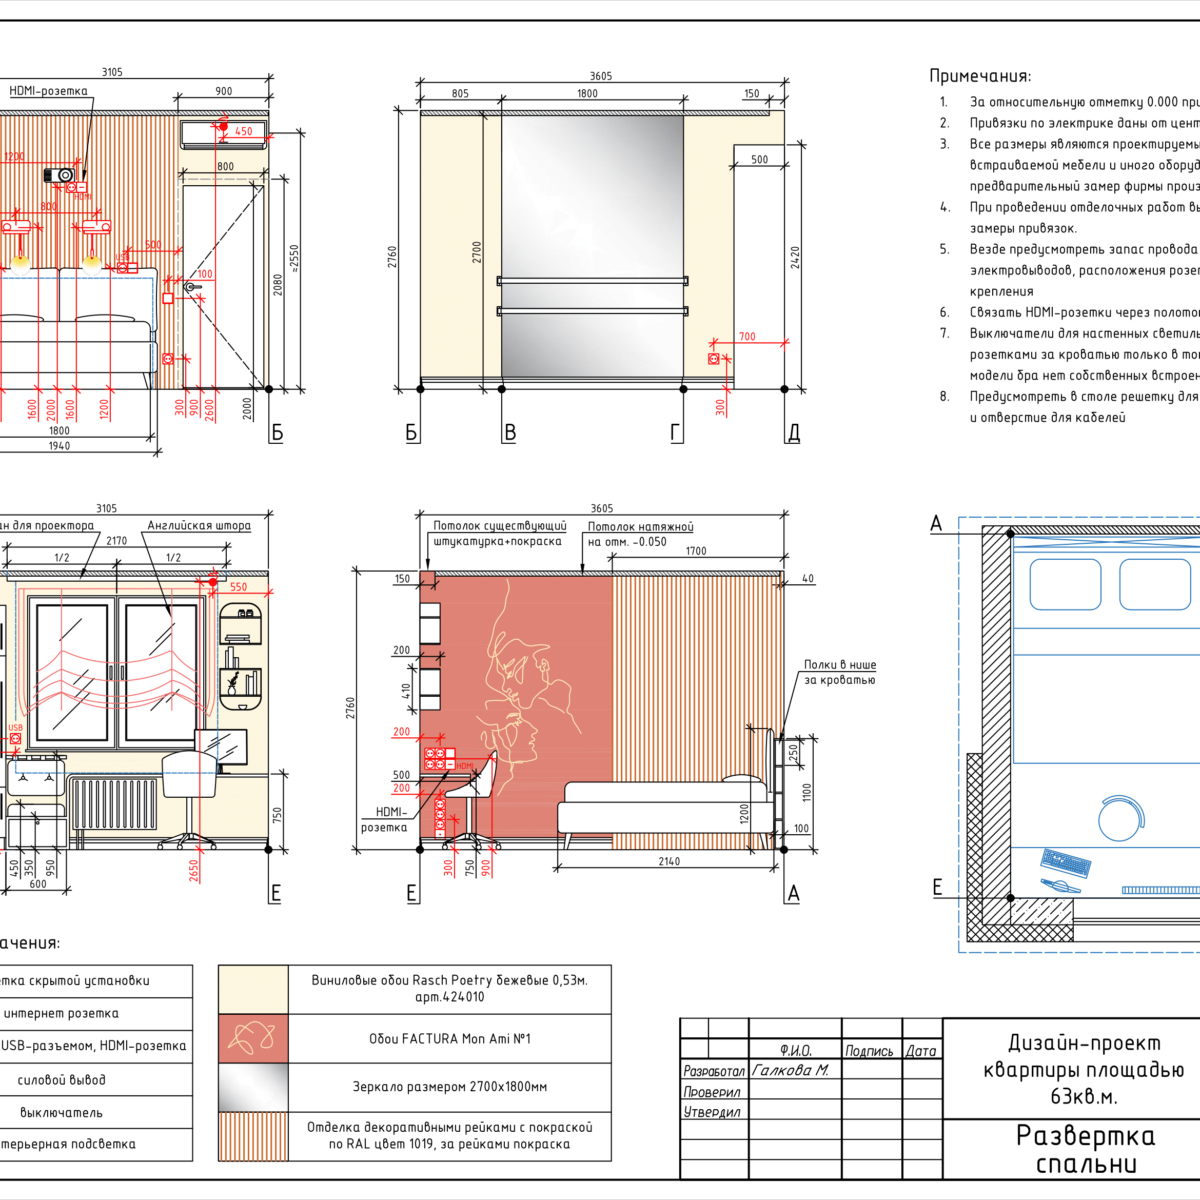 3105
HDMI-розетка
900
450
1200
800
HDMI
800
500
USB
100
2080
≈2550
1600
2000
1600
1200
300
900
2600
2000
1800
1940
Б
3605
805
1800
150
500
2760
2700
2420
700
300
Б
В
Г
Д
Примечания:
1. За относительную отметку 0.000 при
2. Привязки по электрике даны от цент
3. Все размеры являются проектируемы
встраиваемой мебели и иного оборуд
предварительный замер фирмы произ
4. При проведении отделочных работ вы
замеры привязок.
5. Везде предусмотреть запас провода
электровыводов, расположения розет
крепления
6. Связать HDMI-розетки через полото
7. Выключатели для настенных светиль
розетками за кроватью только в то
модели бра нет собственных встроен
8. Предусмотреть в столе решетку для
и отверстие для кабелей
3105
ан для проектора
Английская штора
2170
1/2
1/2
550
USB
750
450
350
950
600
2650
Е
3605
Потолок существующий
штукатурка+покраска
Потолок натяжной
на отм. -0.050
1700
150
40
200
410
2760
200
HDMI
500
200
HDMI-
розетка
Полки в нише
за кроватью
250
1100
1200
100
2140
300
750
900
Е
А
А
Е
ачения:
етка скрытой установки
интернет розетка
USB-разъемом, HDMI-розетка
силовой вывод
выключатель
терьерная подсветка
Виниловые обои Rasch Poetry бежевые 0,53м.
арт.424010
Обои FACTURA Mon Ami №1
Зеркало размером 2700х1800мм
Отделка декоративными рейками с покраской
по RAL цвет 1019, за рейками покраска
Ф.И.О.
Подпись
Дата
Разработал
Галкова М.
Проверил
Утвердил
Дизайн-проект
квартиры площадью
63кв.м.
Развертка
спальни